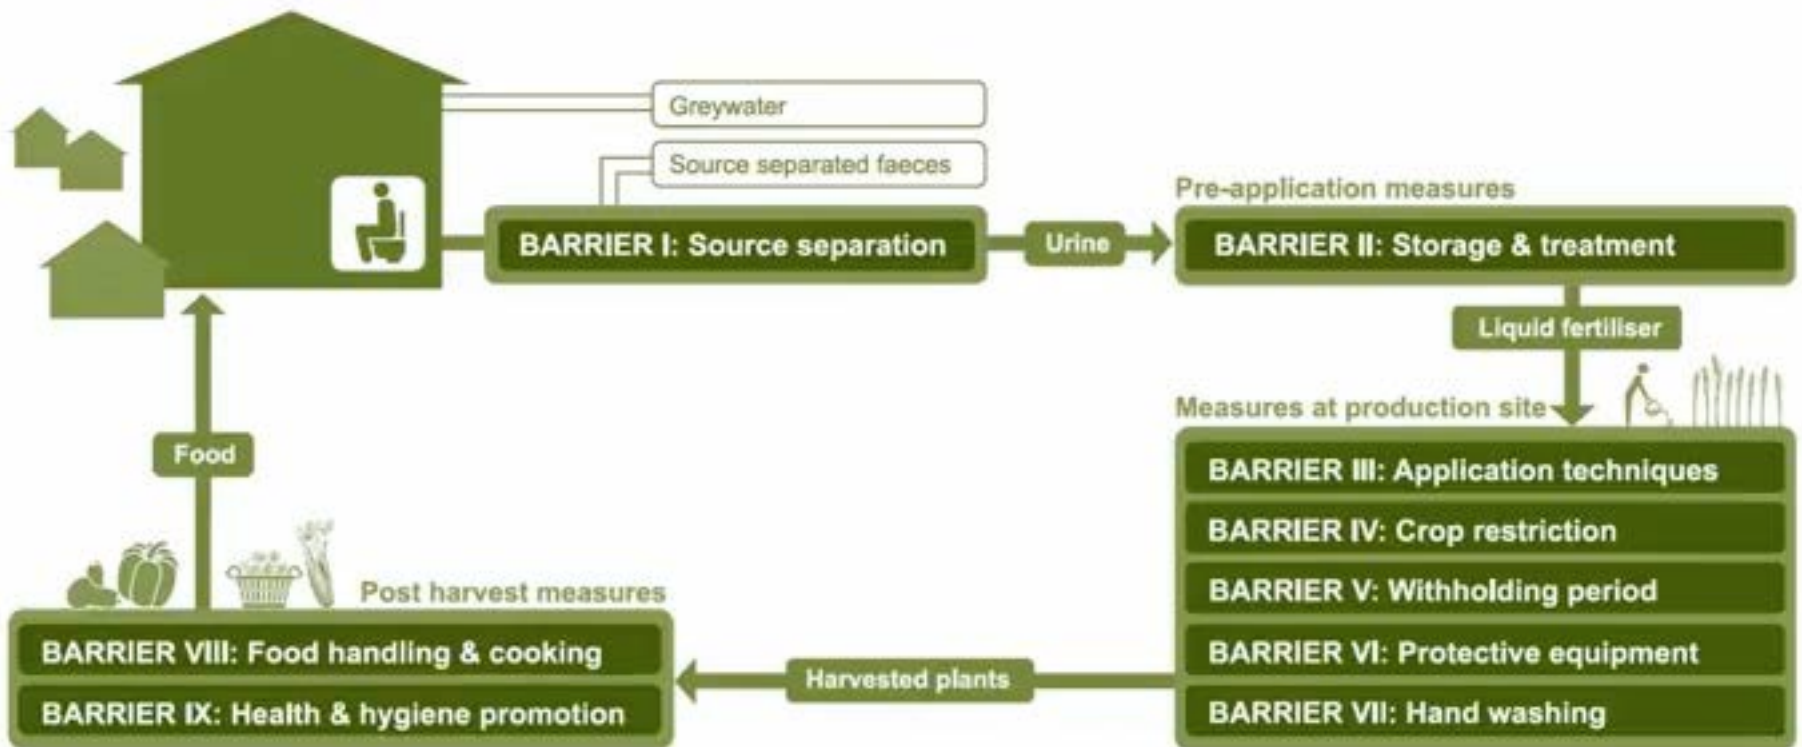 Greywater
Source separated faeces
BARRIER I: Source separation
Urine
Pre-application measures
BARRIER II: Storage & treatment
Liquid fertiliser
Measures at production site
BARRIER III: Application techniques
BARRIER IV: Crop restriction
BARRIER V: Withholding period
BARRIER VI: Protective equipment
BARRIER VII: Hand washing
Harvested plants
Post harvest measures
BARRIER VIII: Food handling & cooking
BARRIER IX: Health & hygiene promotion
Food